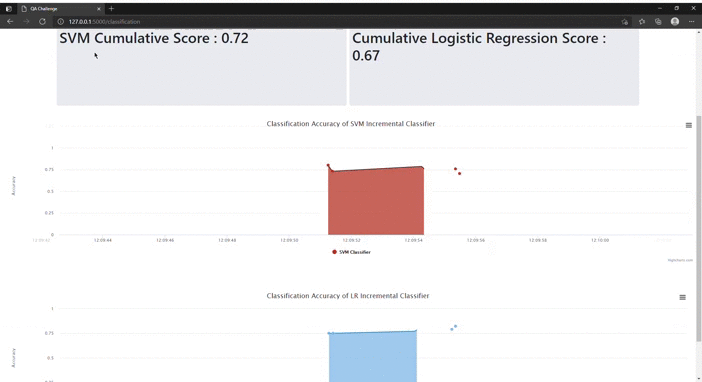 QA Challenge
127.0.0.1:5000/classification
SVM Cumulative Score : 0.72
Cumulative Logistic Regression Score :
0.67
Classification Accuracy of SVM Incremental Classifier
1
0.75
0.5
0.25
0
Accuracy
12:09:42
12:09:44
12:09:46
12:09:48
12:09:50
12:09:52
12:09:54
12:09:56
12:09:58
12:10:00
SVM Classifier
Highcharts.com
Classification Accuracy of LR Incremental Classifier
1
0.75
0.5
Accuracy